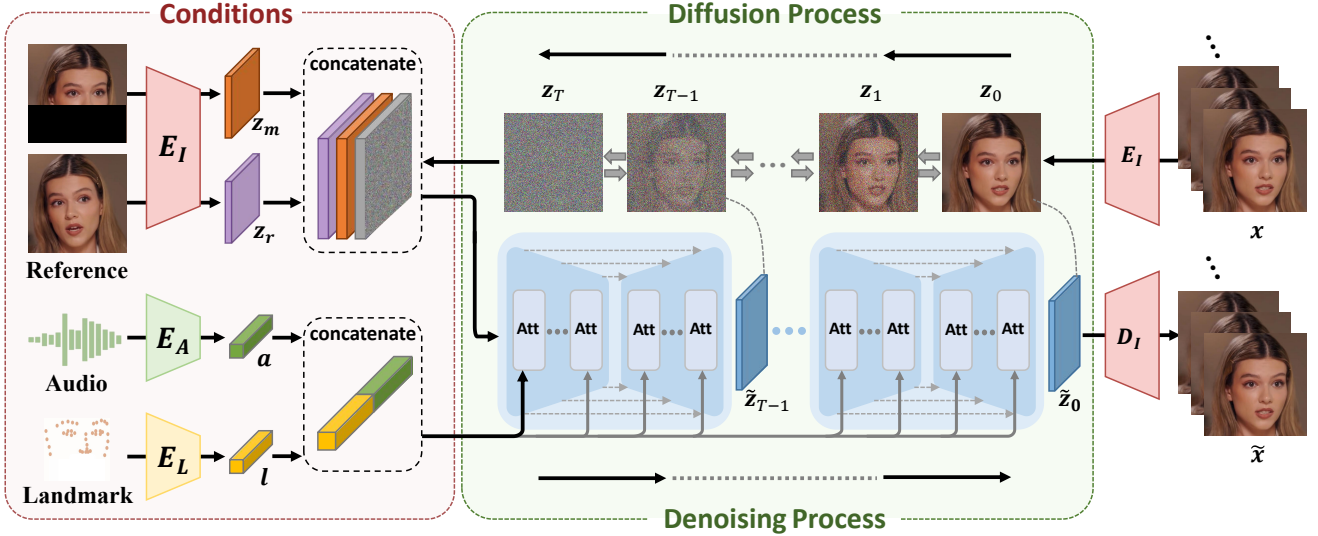 Conditions
E_I
z_m
z_r
concatenate
Reference
Audio
E_A
a
Landmark
E_L
l
concatenate
Diffusion Process
z_T
z_{T−1}
z_1
z_0
Att
Att
Att
Att
z̃_{T−1}
Att
Att
Att
Att
z̃_0
Denoising Process
E_I
x
D_I
x̃